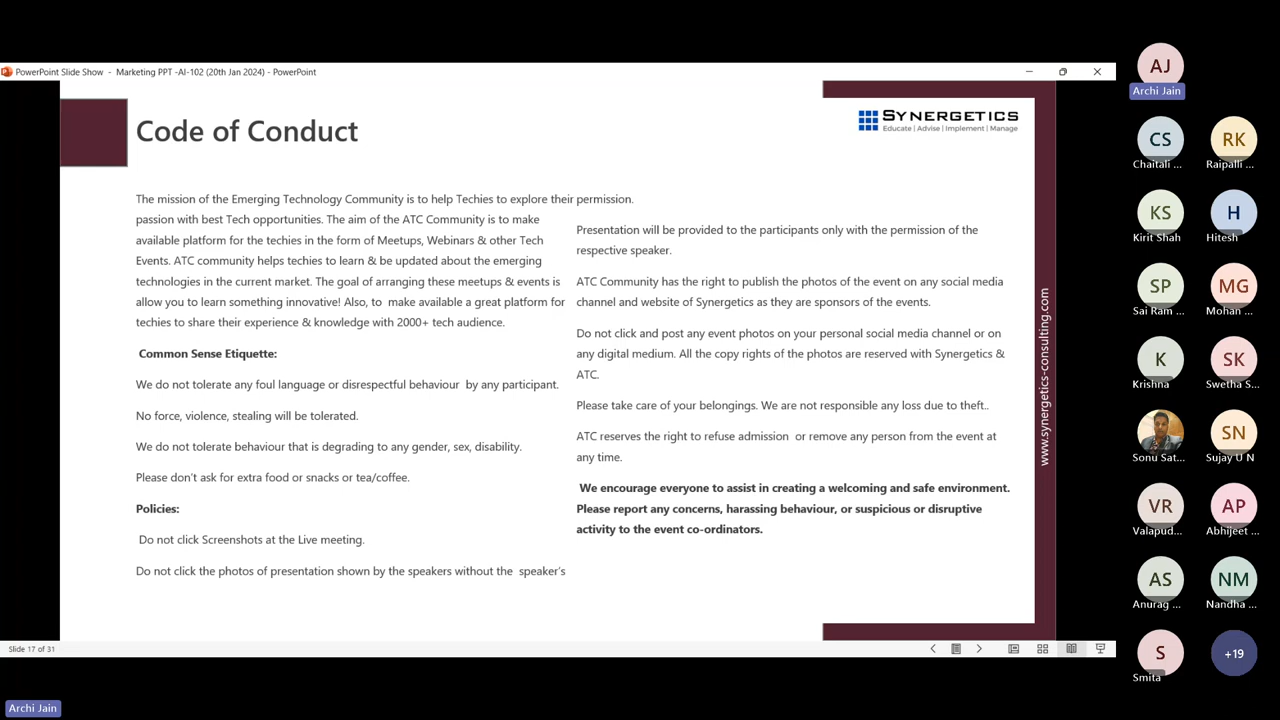 PowerPoint Slide Show - Marketing PPT -AI-102 (20th Jan 2024) - PowerPoint
Code of Conduct
SYNERGETICS
Educate | Advise | Implement | Manage
The mission of the Emerging Technology Community is to help Techies to explore their
passion with best Tech opportunities. The aim of the ATC Community is to make
available platform for the techies in the form of Meetups, Webinars & other Tech
Events. ATC community helps techies to learn & be updated about the emerging
technologies in the current market. The goal of arranging these meetups & events is
allow you to learn something innovative! Also, to  make available a great platform for
techies to share their experience & knowledge with 2000+ tech audience.
Common Sense Etiquette:
We do not tolerate any foul language or disrespectful behaviour  by any participant.
No force, violence, stealing will be tolerated.
We do not tolerate behaviour that is degrading to any gender, sex, disability.
Please don't ask for extra food or snacks or tea/coffee.
Policies:
Do not click Screenshots at the Live meeting.
Do not click the photos of presentation shown by the speakers without the  speaker's
permission.
Presentation will be provided to the participants only with the permission of the
respective speaker.
ATC Community has the right to publish the photos of the event on any social media
channel and website of Synergetics as they are sponsors of the events.
Do not click and post any event photos on your personal social media channel or on
any digital medium. All the copy rights of the photos are reserved with Synergetics &
ATC.
Please take care of your belongings. We are not responsible any loss due to theft..
ATC reserves the right to refuse admission  or remove any person from the event at
any time.
We encourage everyone to assist in creating a welcoming and safe environment.
Please report any concerns, harassing behaviour, or suspicious or disruptive
activity to the event co-ordinators.
www.synergetics-consulting.com
Slide 17 of 31
AJ
Archi Jain
CS
Chaitali ...
RK
Raipalli ...
KS
Kirit Shah
H
Hitesh
SP
Sai Ram ...
MG
Mohan ...
K
Krishna
SK
Swetha S...
Sonu Sat...
SN
Sujay U N
VR
Valapud...
AP
Abhijeet ...
AS
Anurag ...
NM
Nandha ...
S
Smita
+19
Archi Jain